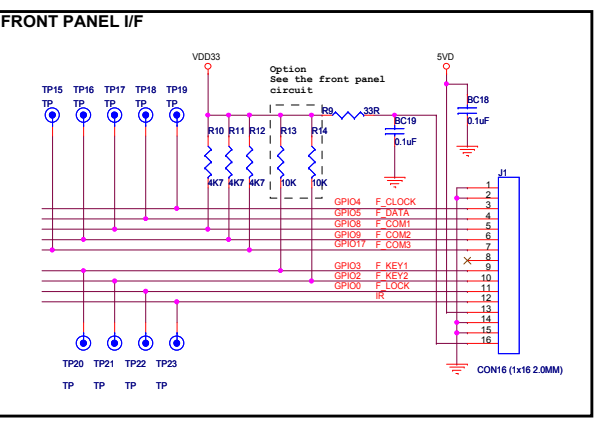 FRONT PANEL I/F
VDD33
5VD
Option
See the front panel
circuit
TP15 TP16 TP17 TP18 TP19
TP TP TP TP TP
R9 33R
BC19
0.1uF
BC18
0.1uF
R10 R11 R12 R13 R14
4K7 4K7 4K7 10K 10K
J1
GPIO4 F_CLOCK
GPIO5 F_DATA
GPIO8 F_COM1
GPIO9 F_COM2
GPIO17 F_COM3
GPIO3 F_KEY1
GPIO2 F_KEY2
GPIO0 F_LOCK
IR
1
2
3
4
5
6
7
8
9
10
11
12
13
14
15
16
TP20 TP21 TP22 TP23
TP TP TP TP
CON16 (1x16 2.0MM)